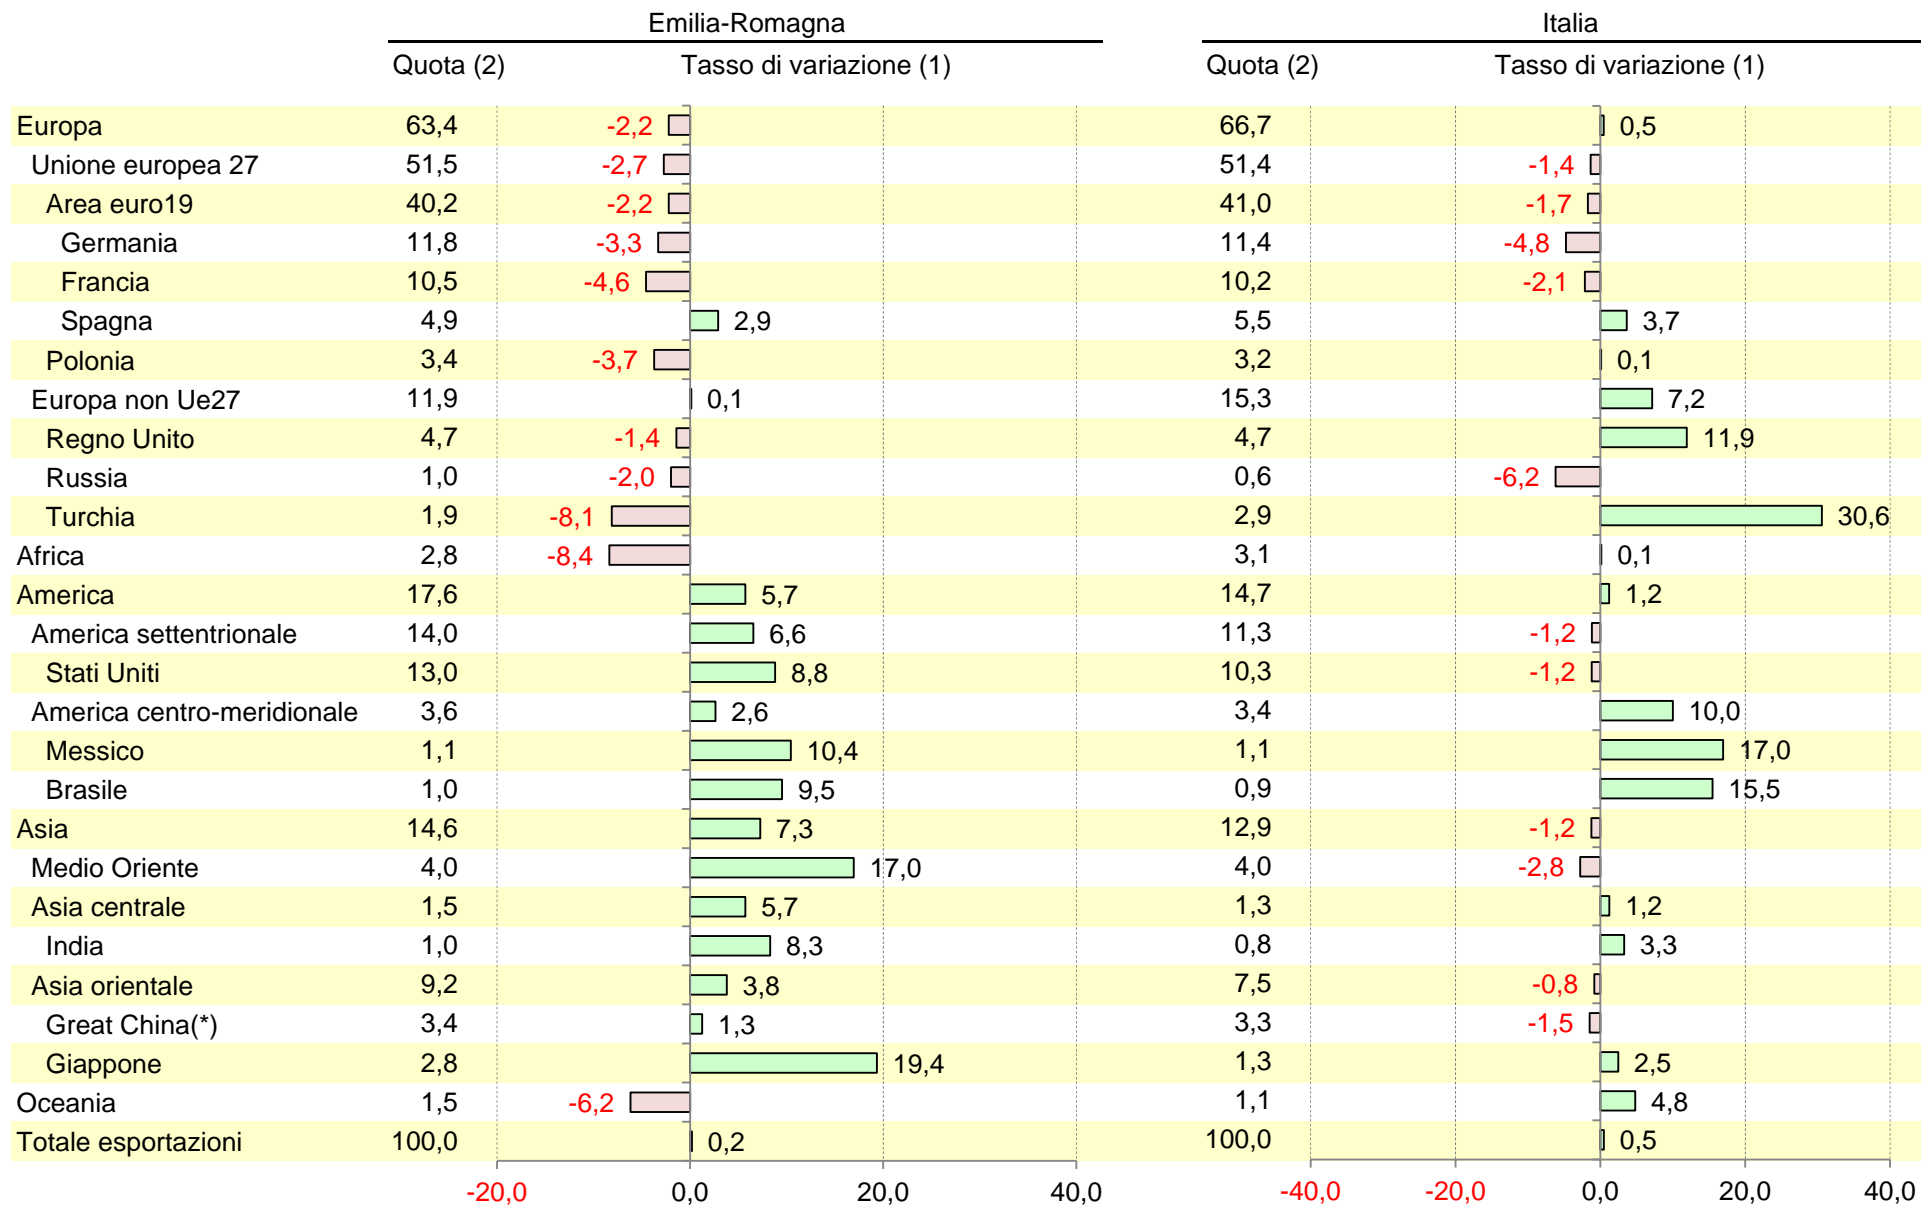 Emilia-Romagna Italia
Quota (2) Tasso di variazione (1) Quota (2) Tasso di variazione (1)
Europa 63,4 -2,2 66,7 0,5
Unione europea 27 51,5 -2,7 51,4 -1,4
Area euro19 40,2 -2,2 41,0 -1,7
Germania 11,8 -3,3 11,4 -4,8
Francia 10,5 -4,6 10,2 -2,1
Spagna 4,9 2,9 5,5 3,7
Polonia 3,4 -3,7 3,2 0,1
Europa non Ue27 11,9 0,1 15,3 7,2
Regno Unito 4,7 -1,4 4,7 11,9
Russia 1,0 -2,0 0,6 -6,2
Turchia 1,9 -8,1 2,9 30,6
Africa 2,8 -8,4 3,1 0,1
America 17,6 5,7 14,7 1,2
America settentrionale 14,0 6,6 11,3 -1,2
Stati Uniti 13,0 8,8 10,3 -1,2
America centro-meridionale 3,6 2,6 3,4 10,0
Messico 1,1 10,4 1,1 17,0
Brasile 1,0 9,5 0,9 15,5
Asia 14,6 7,3 12,9 -1,2
Medio Oriente 4,0 17,0 4,0 -2,8
Asia centrale 1,5 5,7 1,3 1,2
India 1,0 8,3 0,8 3,3
Asia orientale 9,2 3,8 7,5 -0,8
Great China(*) 3,4 1,3 3,3 -1,5
Giappone 2,8 19,4 1,3 2,5
Oceania 1,5 -6,2 1,1 4,8
Totale esportazioni 100,0 0,2 100,0 0,5
-20,0 0,0 20,0 40,0 -40,0 -20,0 0,0 20,0 40,0